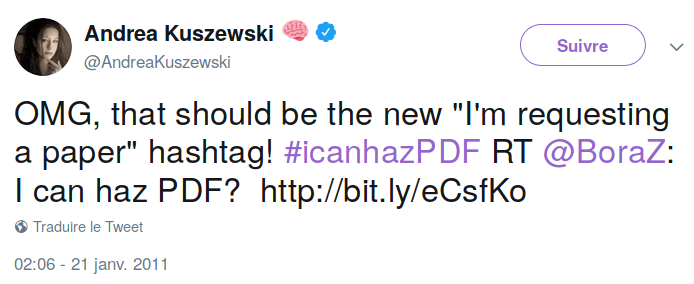 Andrea Kuszewski 🧠
@AndreaKuszewski
Suivre
OMG, that should be the new "I'm requesting
a paper" hashtag! #icanhazPDF RT @BoraZ:
I can haz PDF?  http://bit.ly/eCsfKo
Traduire le Tweet
02:06 - 21 janv. 2011